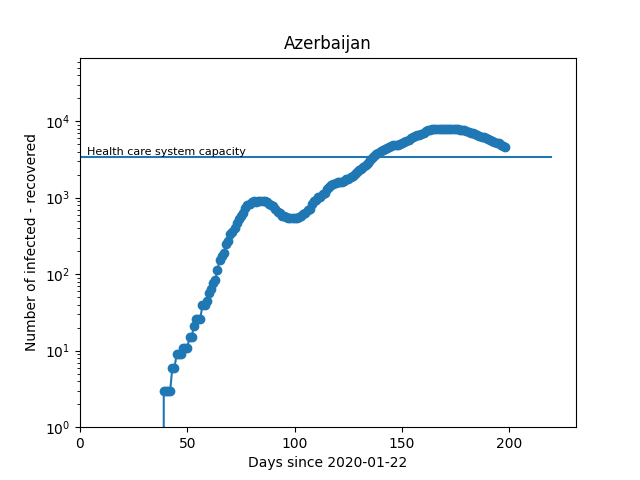 Azerbaijan
Number of infected - recovered
10^4
10^3
10^2
10^1
10^0
Health care system capacity
0 50 100 150 200
Days since 2020-01-22